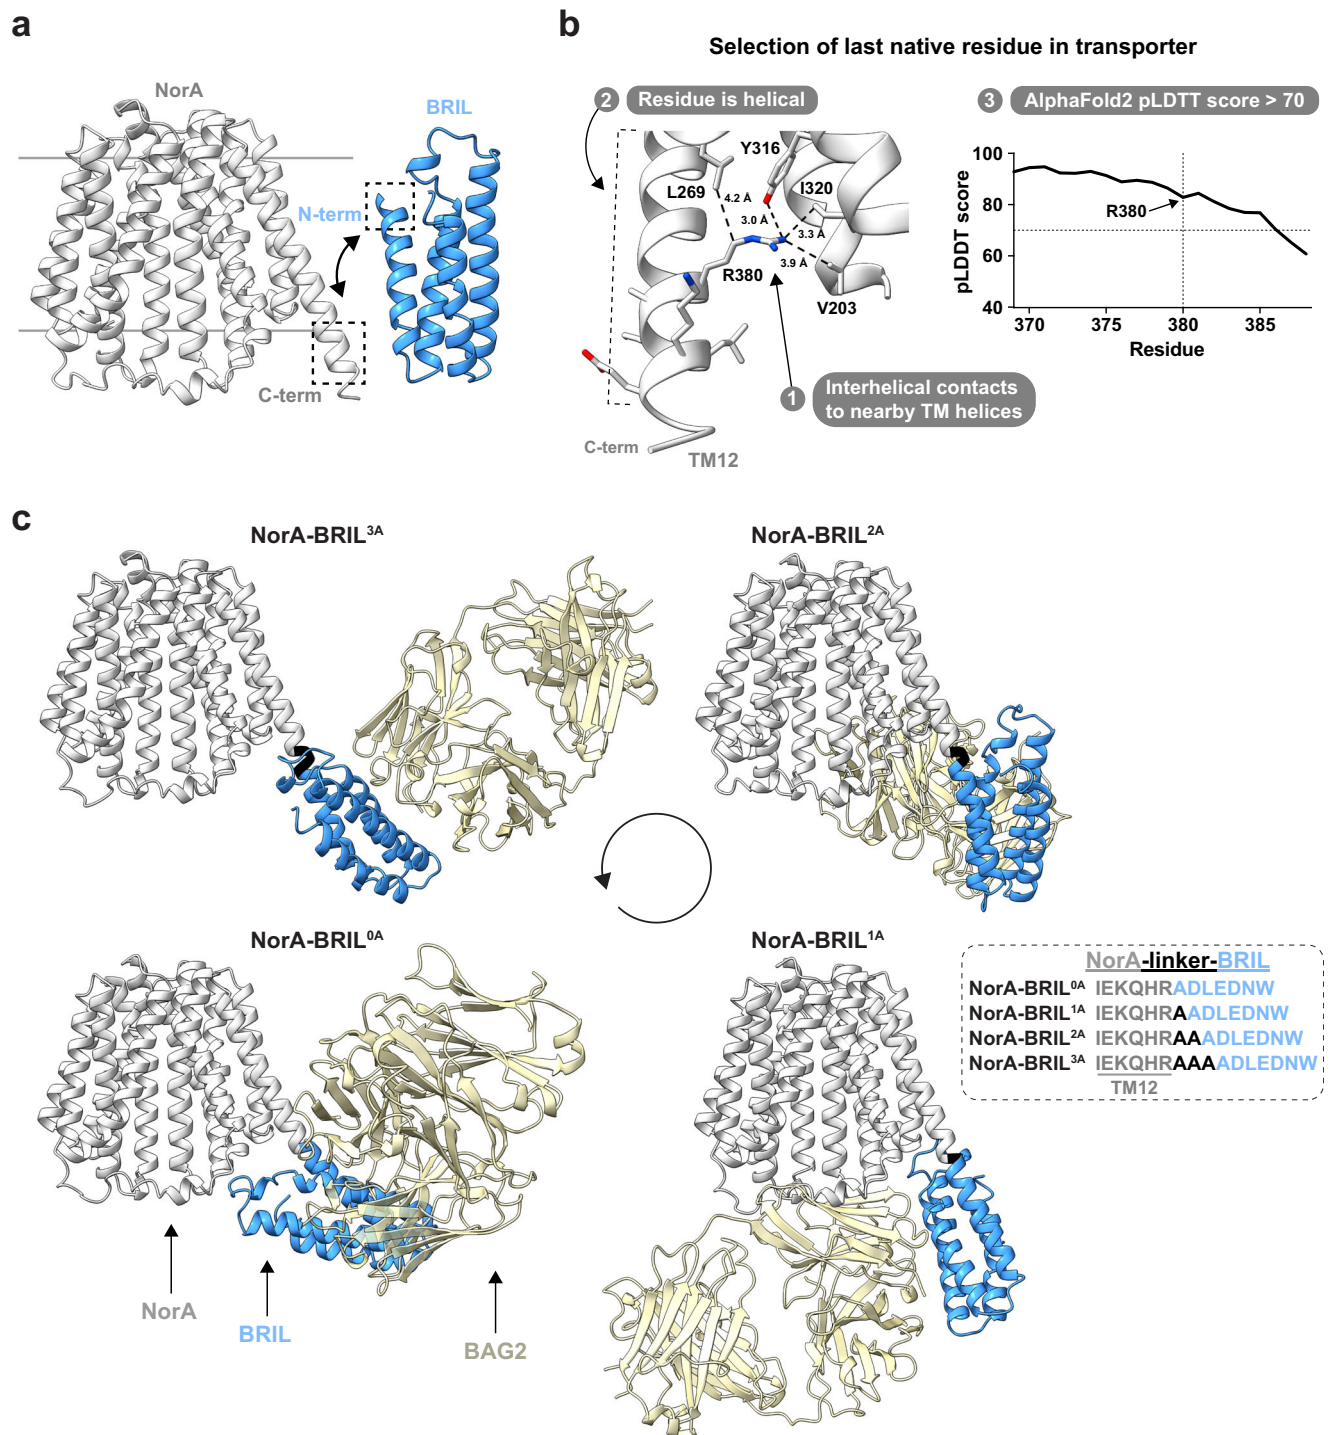 a
NorA
BRIL
N-term
C-term
b
Selection of last native residue in transporter
2 Residue is helical
3 AlphaFold2 pLDTT score > 70
Y316
L269
I320
4.2 Å
3.0 Å
3.3 Å
3.9 Å
R380
V203
1 Interhelical contacts
to nearby TM helices
C-term
TM12
pLDDT score
100
80
60
40
R380
370 375 380 385
Residue
c
NorA-BRIL3A
NorA-BRIL2A
NorA-BRIL0A
NorA-BRIL1A
NorA
BRIL
BAG2
NorA-linker-BRIL
NorA-BRIL0A IEKQHRADLEDNW
NorA-BRIL1A IEKQHRAADLEDNW
NorA-BRIL2A IEKQHRAAADLEDNW
NorA-BRIL3A IEKQHRAAAADLEDNW
TM12